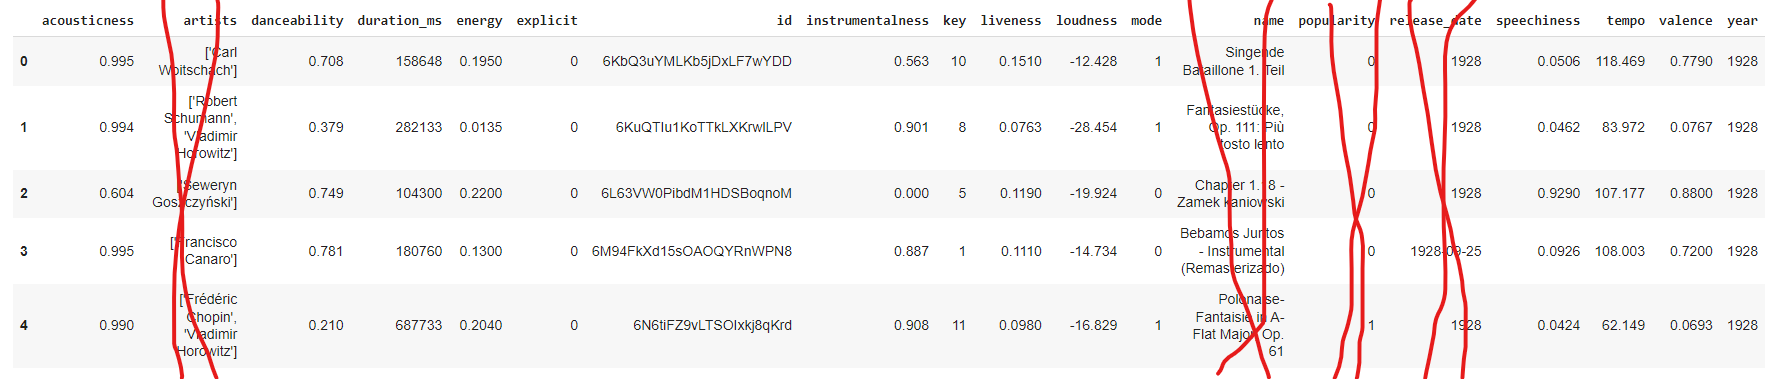 acousticness artists danceability duration_ms energy explicit id instrumentalness key liveness loudness mode name popularity release_date speechiness tempo valence year
0 0.995 ['Carl Woitschach'] 0.708 158648 0.1950 0 6KbQ3uYMLKb5jDxLF7wYDD 0.563 10 0.1510 -12.428 1 Singende Bataillone 1. Teil 0 1928 0.0506 118.469 0.7790 1928
1 0.994 ['Robert Schumann', 'Vladimir Horowitz'] 0.379 282133 0.0135 0 6KuQTIu1KoTTkLXKrwlLPV 0.901 8 0.0763 -28.454 1 Fantasiestücke, Op. 111: Più tosto lento 0 1928 0.0462 83.972 0.0767 1928
2 0.604 ['Seweryn Goszczyński'] 0.749 104300 0.2200 0 6L63VW0PibdM1HDSBoqnoM 0.000 5 0.1190 -19.924 0 Chapter 1.18 - Zamek kaniowski 0 1928 0.9290 107.177 0.8800 1928
3 0.995 ['Francisco Canaro'] 0.781 180760 0.1300 0 6M94FkXd15sOAOQYRnWPN8 0.887 1 0.1110 -14.734 0 Bebamos Juntos - Instrumental (Remasterizado) 0 1928-09-25 0.0926 108.003 0.7200 1928
4 0.990 ['Frédéric Chopin', 'Vladimir Horowitz'] 0.210 687733 0.2040 0 6N6tiFZ9vLTSOIxkj8qKrd 0.908 11 0.0980 -16.829 1 Polonaise-Fantaisie in A-Flat Major, Op. 61 1 1928 0.0424 62.149 0.0693 1928